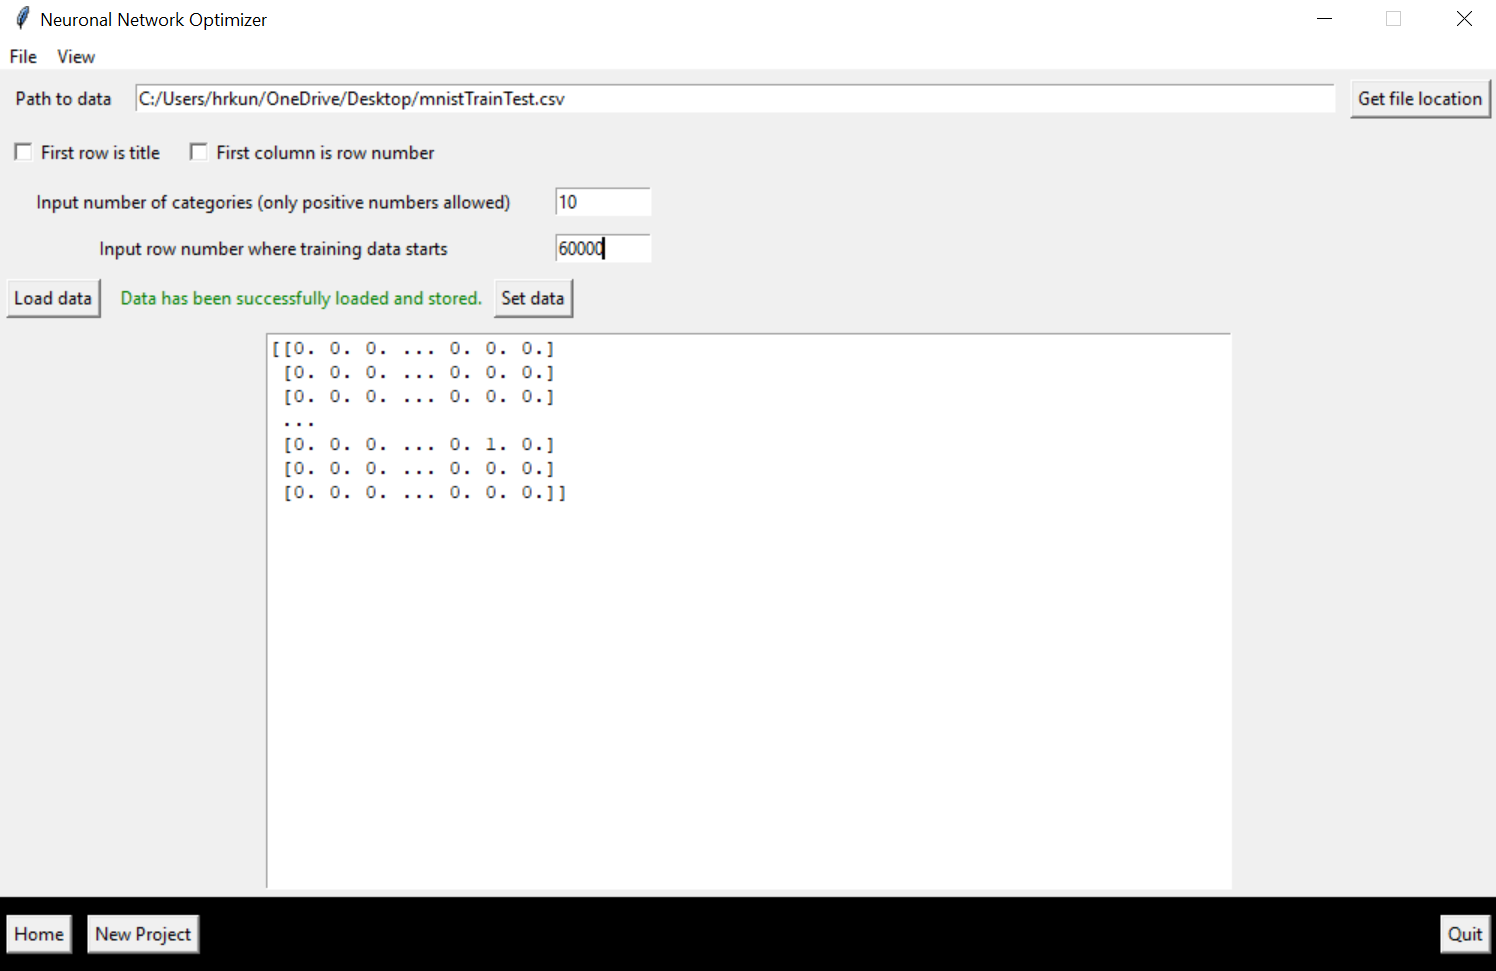 Neuronal Network Optimizer
File View
Path to data C:/Users/hrkun/OneDrive/Desktop/mnistTrainTest.csv Get file location
First row is title First column is row number
Input number of categories (only positive numbers allowed) 10
Input row number where training data starts 60000
Load data Data has been successfully loaded and stored. Set data
[[0. 0. 0. ... 0. 0. 0.]
[0. 0. 0. ... 0. 0. 0.]
[0. 0. 0. ... 0. 0. 0.]
...
[0. 0. 0. ... 0. 1. 0.]
[0. 0. 0. ... 0. 0. 0.]
[0. 0. 0. ... 0. 0. 0.]]
Home New Project Quit